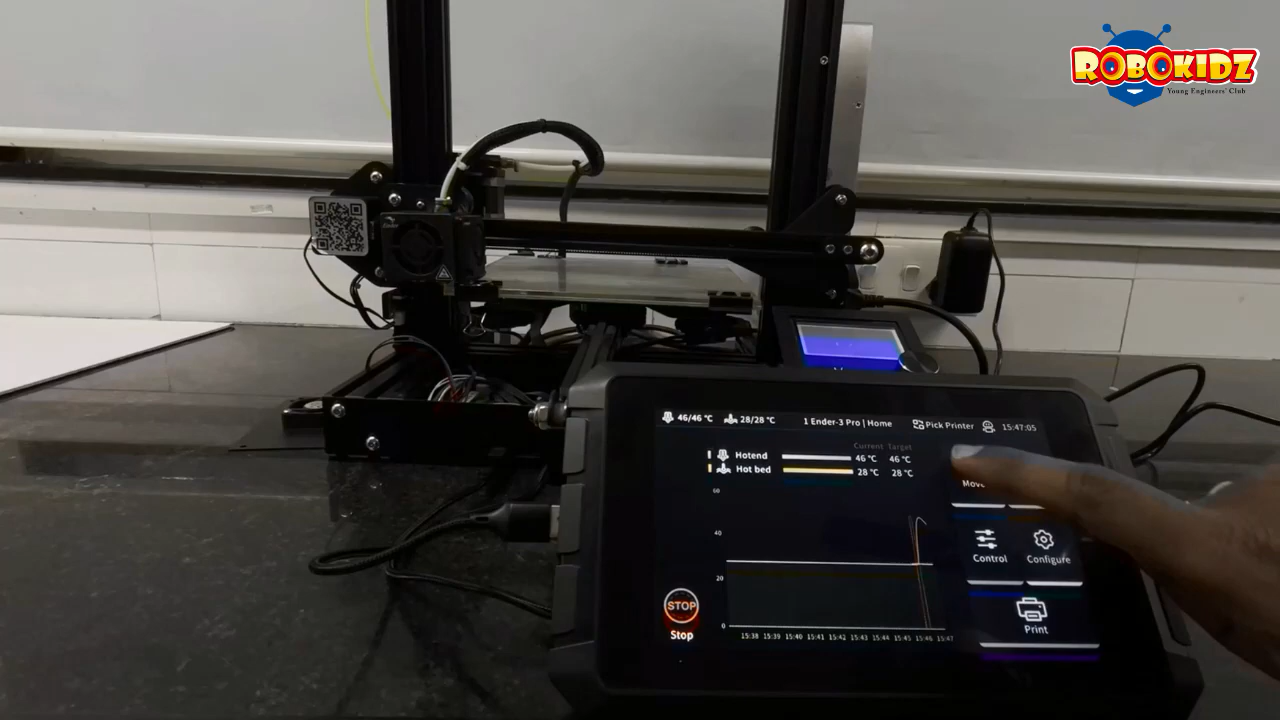 ROBOKIDZ
Young Engineers' Club
46/46 °C 28/28 °C 1 Ender-3 Pro | Home Pick Printer 15:47:05
Current Target
Hotend 46 °C 46 °C
Hot bed 28 °C 28 °C
60
40
20
0
15:38 15:39 15:40 15:41 15:42 15:43 15:44 15:45 15:46 15:47
STOP
Stop
Move
Control Configure
Print